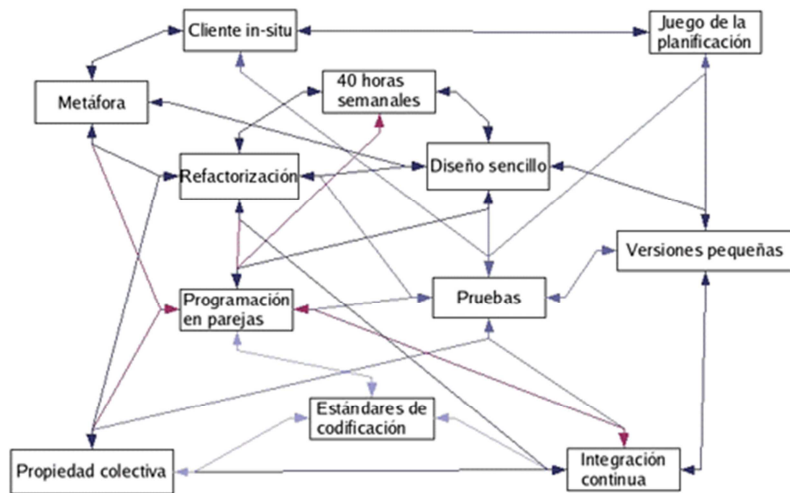 Cliente in-situ
Juego de la
planificación
40 horas
semanales
Metáfora
Refactorización
Diseño sencillo
Versiones pequeñas
Programación
en parejas
Pruebas
Estándares de
codificación
Propiedad colectiva
Integración
contínua